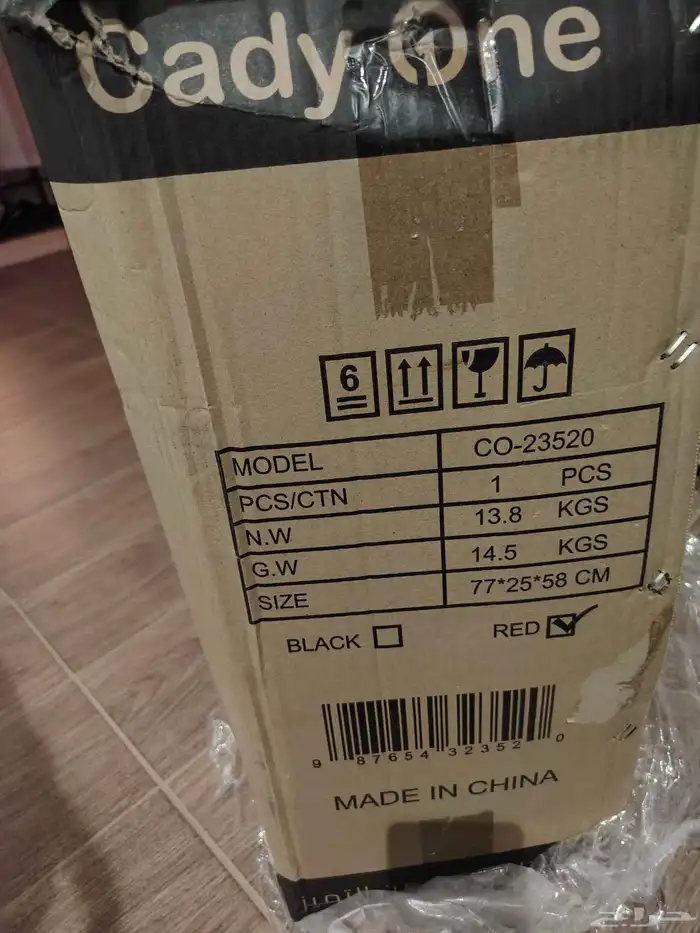 Cady One
6
MODEL CO-23520
PCS/CTN 1 PCS
N.W 13.8 KGS
G.W 14.5 KGS
SIZE 77*25*58 CM
BLACK RED
9 87654 32352 0
MADE IN CHINA
حراج